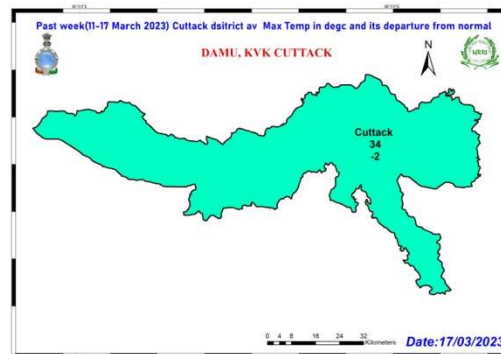 Past week(11-17 March 2023) Cuttack dsitrict av Max Temp in degc and its departure from normal
DAMU, KVK CUTTACK
N
NRRI
Cuttack
34
-2
0 4 8 16 24 32
Kilometers
Date:17/03/2023